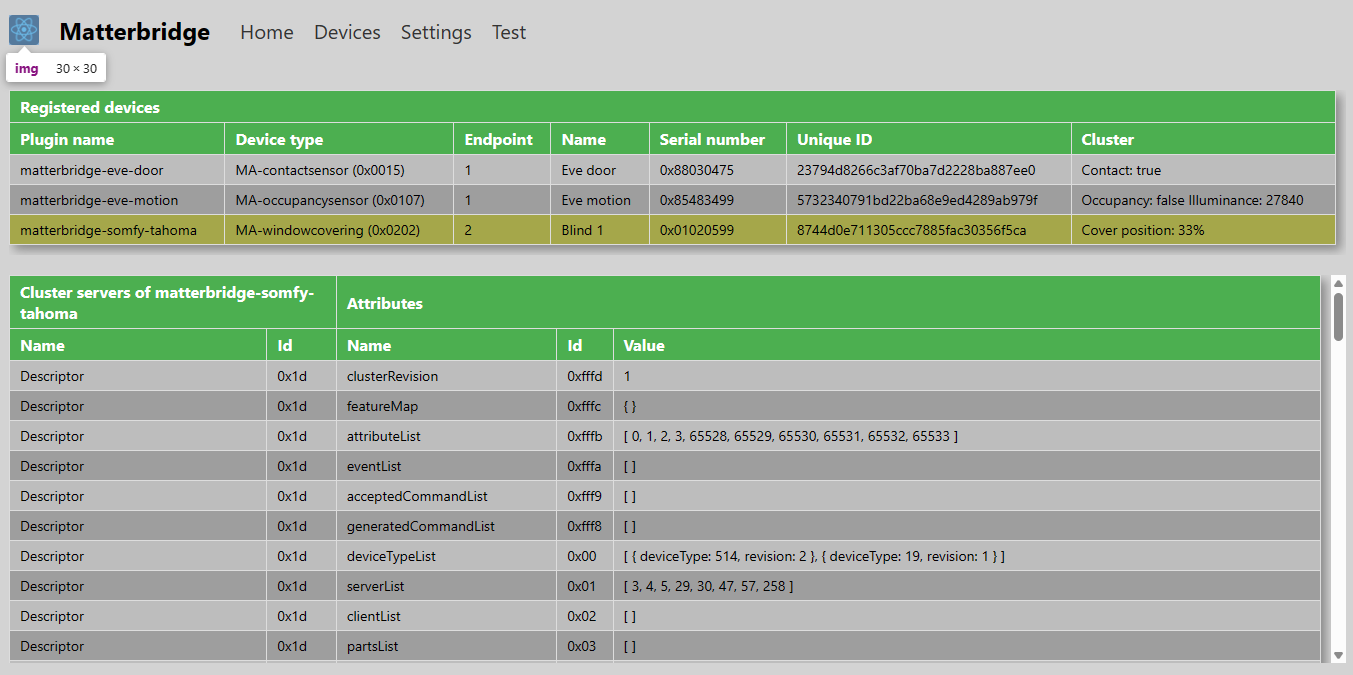 Matterbridge Home Devices Settings Test
img 30 × 30
Registered devices
Plugin name Device type Endpoint Name Serial number Unique ID Cluster
matterbridge-eve-door MA-contactsensor (0x0015) 1 Eve door 0x88030475 23794d8266c3af70ba7d2228ba887ee0 Contact: true
matterbridge-eve-motion MA-occupancysensor (0x0107) 1 Eve motion 0x85483499 5732340791bd22ba68e9ed4289ab979f Occupancy: false Illuminance: 27840
matterbridge-somfy-tahoma MA-windowcovering (0x0202) 2 Blind 1 0x01020599 8744d0e711305ccc7885fac30356f5ca Cover position: 33%
Cluster servers of matterbridge-somfy-
tahoma
Attributes
Name Id Name Id Value
Descriptor 0x1d clusterRevision 0xfffd 1
Descriptor 0x1d featureMap 0xfffc { }
Descriptor 0x1d attributeList 0xfffb [ 0, 1, 2, 3, 65528, 65529, 65530, 65531, 65532, 65533 ]
Descriptor 0x1d eventList 0xfffa [ ]
Descriptor 0x1d acceptedCommandList 0xfff9 [ ]
Descriptor 0x1d generatedCommandList 0xfff8 [ ]
Descriptor 0x1d deviceTypeList 0x00 [ { deviceType: 514, revision: 2 }, { deviceType: 19, revision: 1 } ]
Descriptor 0x1d serverList 0x01 [ 3, 4, 5, 29, 30, 47, 57, 258 ]
Descriptor 0x1d clientList 0x02 [ ]
Descriptor 0x1d partsList 0x03 [ ]